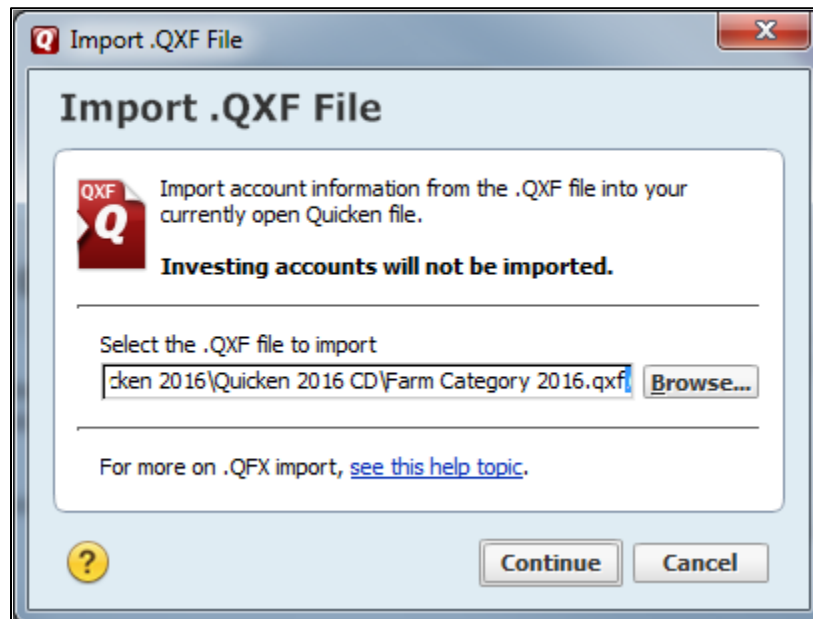 Q Import .QXF File
X
Import .QXF File
QXF
Q
Import account information from the .QXF file into your
currently open Quicken file.
Investing accounts will not be imported.
Select the .QXF file to import
cken 2016\Quicken 2016 CD\Farm Category 2016.qxf Browse...
For more on .QFX import, see this help topic.
? Continue Cancel